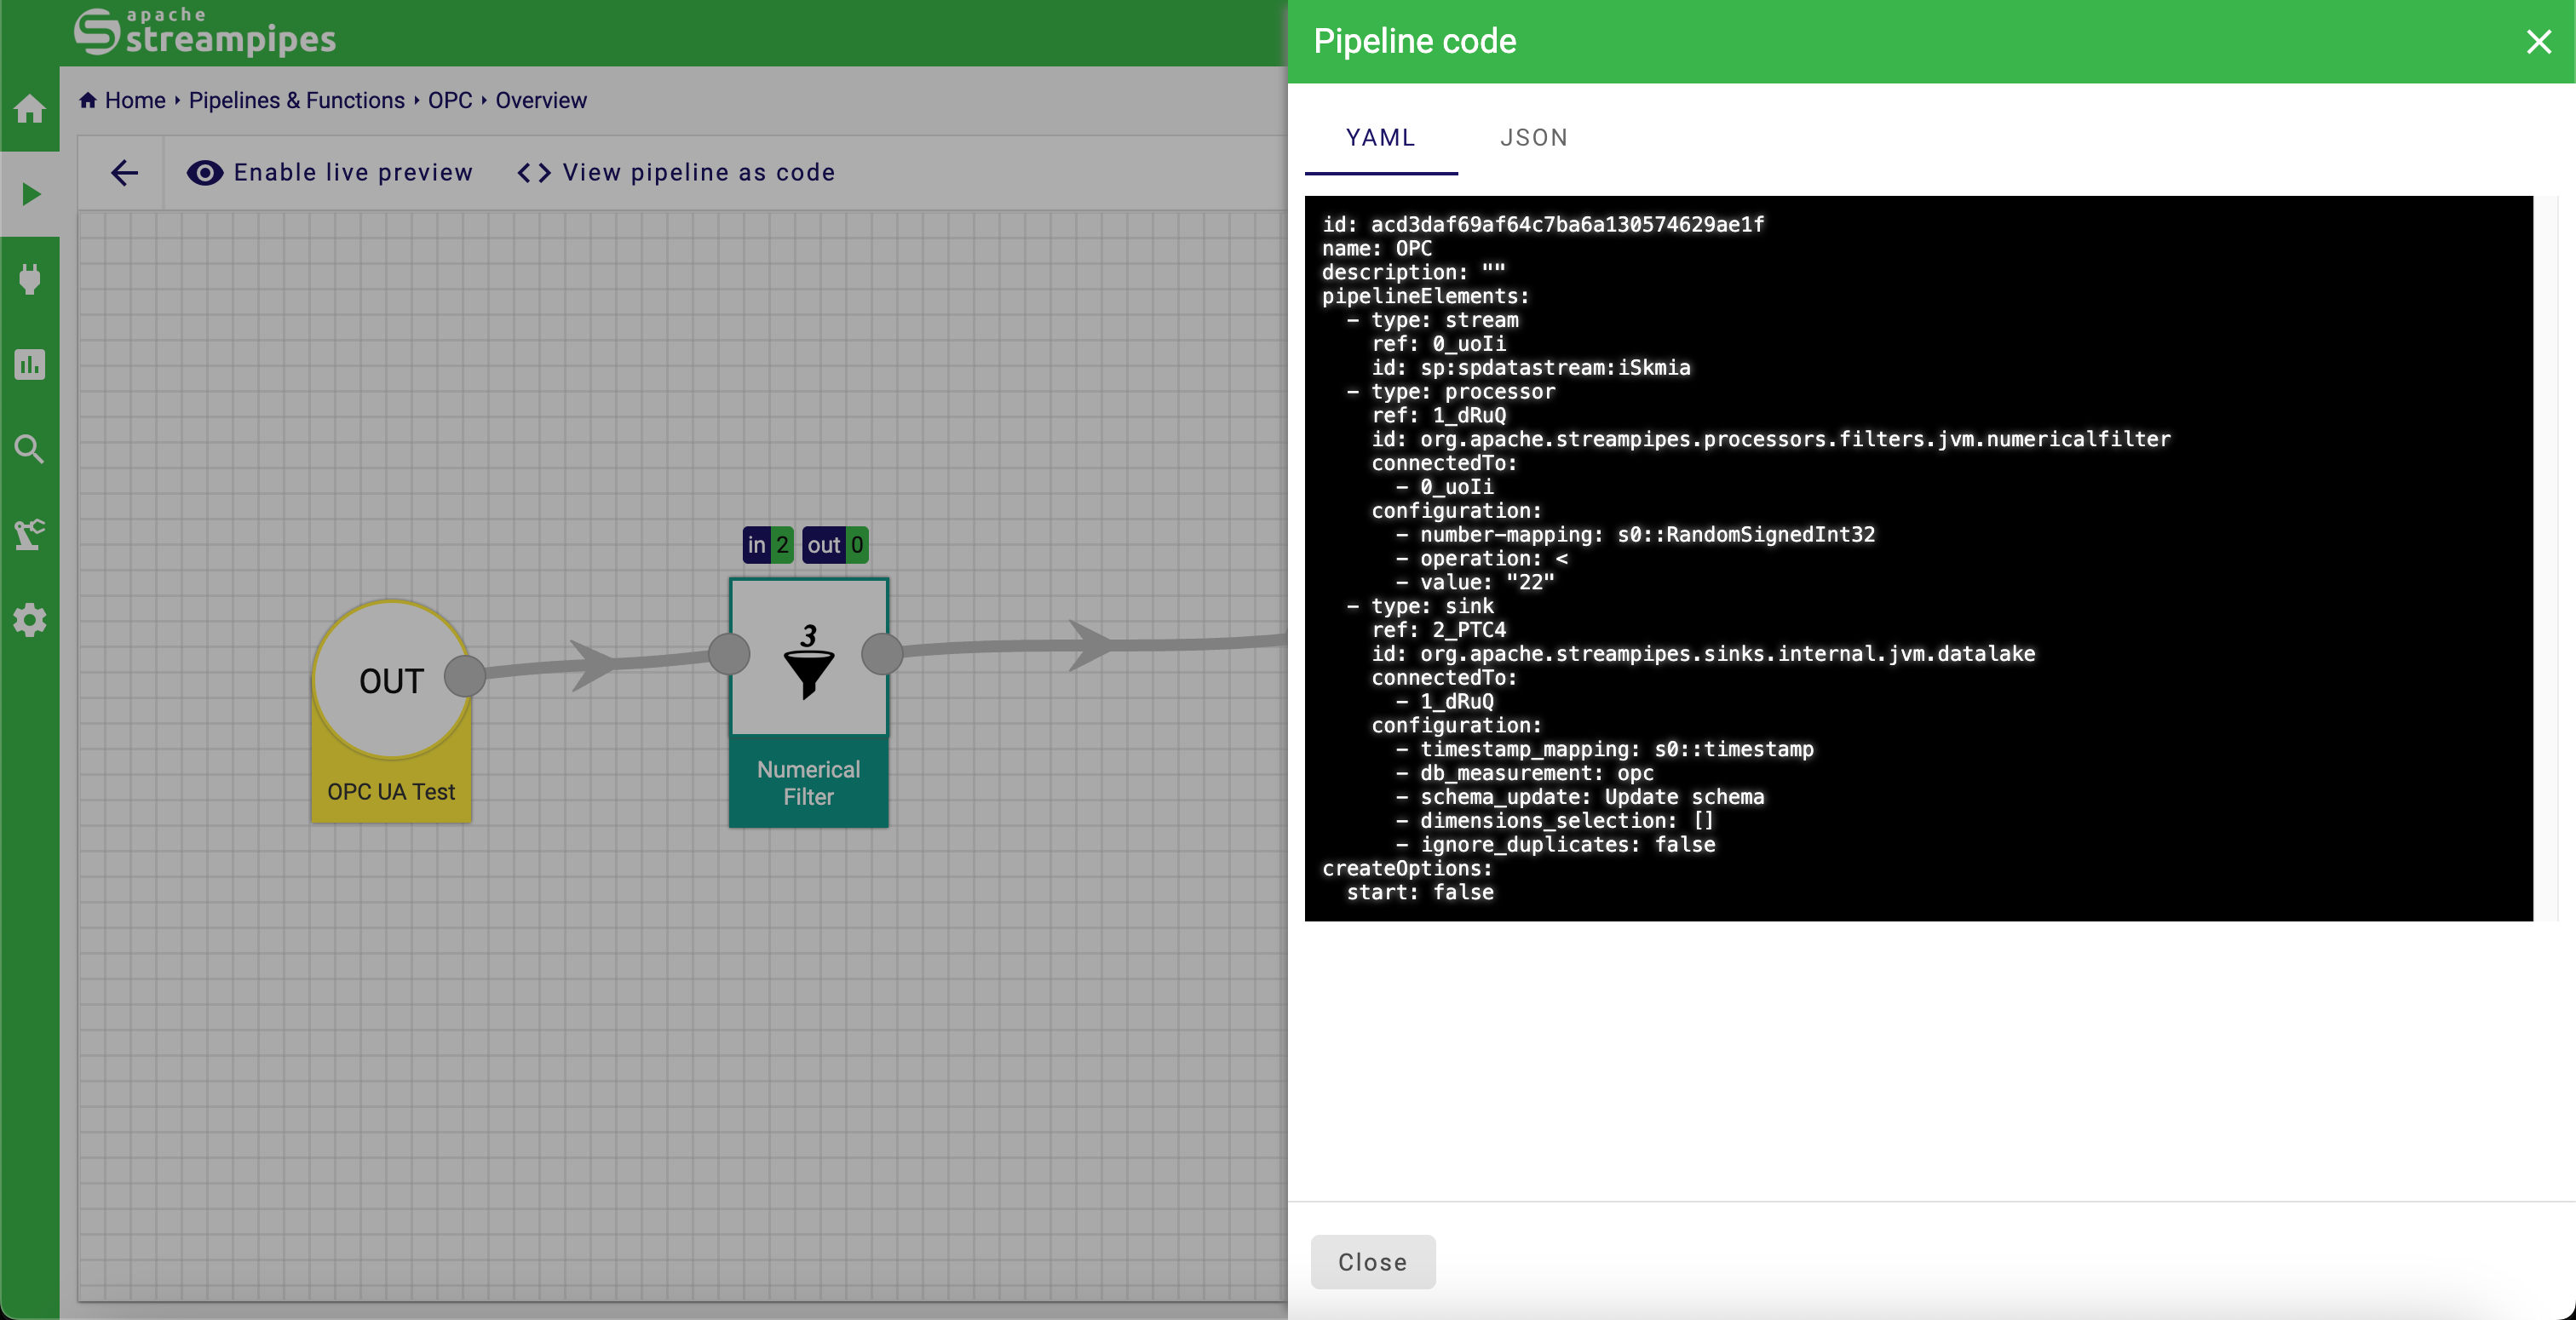 apache
streampipes
Home Pipelines & Functions OPC Overview
Enable live preview
View pipeline as code
in 2 out 0
OUT
3
OPC UA Test
Numerical
Filter
Pipeline code
YAML
JSON
id: acd3daf69af64c7ba6a130574629ae1f
name: OPC
description: ""
pipelineElements:
  - type: stream
    ref: 0_uoIi
    id: sp:spdatastream:iSkmia
  - type: processor
    ref: 1_dRuQ
    id: org.apache.streampipes.processors.filters.jvm.numericalfilter
    connectedTo:
      - 0_uoIi
    configuration:
      - number-mapping: s0::RandomSignedInt32
      - operation: <
      - value: "22"
  - type: sink
    ref: 2_PTC4
    id: org.apache.streampipes.sinks.internal.jvm.datalake
    connectedTo:
      - 1_dRuQ
    configuration:
      - timestamp_mapping: s0::timestamp
      - db_measurement: opc
      - schema_update: Update schema
      - dimensions_selection: []
      - ignore_duplicates: false
createOptions:
  start: false
Close